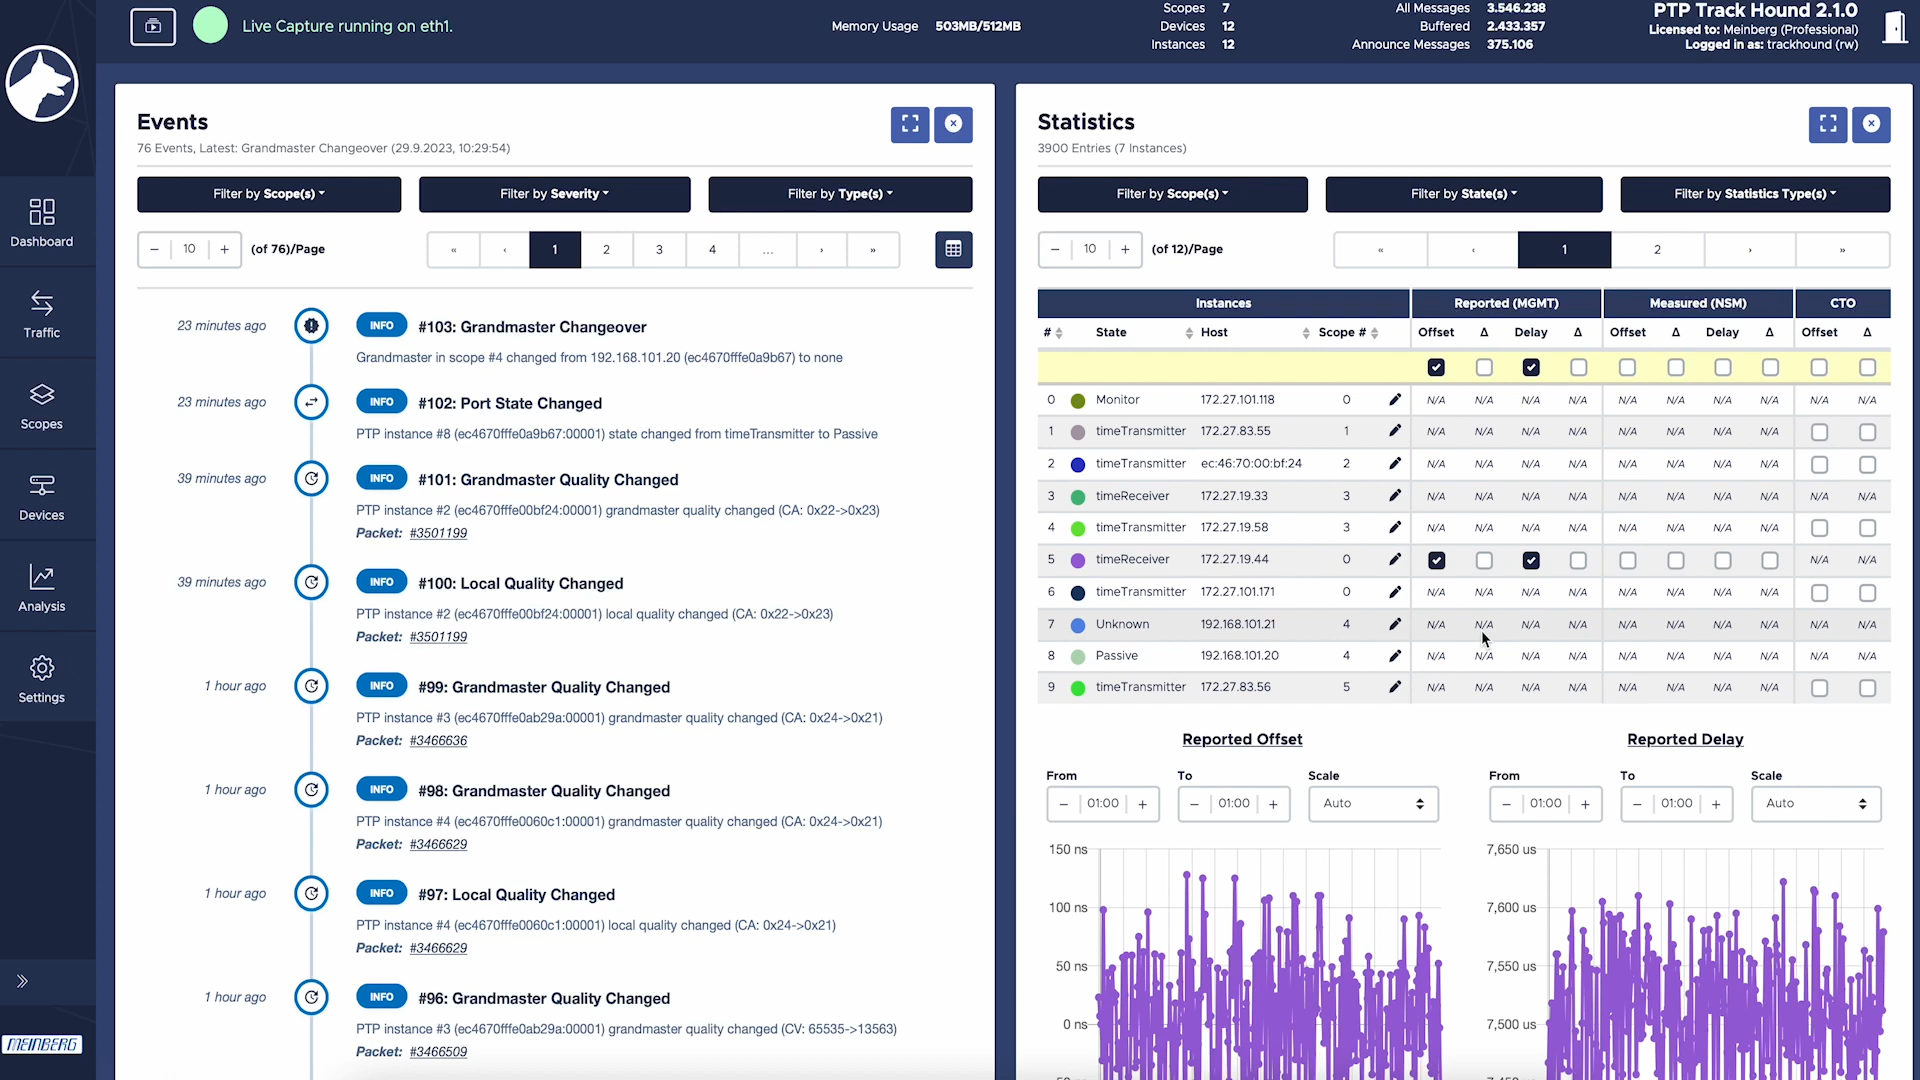 Live Capture running on eth1.
Memory Usage 503MB/512MB
Scopes 7
Devices 12
Instances 12
All Messages 3.546.238
Buffered 2.433.357
Announce Messages 375.106
PTP Track Hound 2.1.0
Licensed to: Meinberg (Professional)
Logged in as: trackhound (rw)
Dashboard
Traffic
Scopes
Devices
Analysis
Settings
MEINBERG
Events
76 Events, Latest: Grandmaster Changeover (29.9.2023, 10:29:54)
Filter by Scope(s) Filter by Severity Filter by Type(s)
− 10 + (of 76)/Page « ‹ 1 2 3 4 ... › »
23 minutes ago INFO #103: Grandmaster Changeover
Grandmaster in scope #4 changed from 192.168.101.20 (ec4670fffe0a9b67) to none
23 minutes ago INFO #102: Port State Changed
PTP instance #8 (ec4670fffe0a9b67:00001) state changed from timeTransmitter to Passive
39 minutes ago INFO #101: Grandmaster Quality Changed
PTP instance #2 (ec4670fffe00bf24:00001) grandmaster quality changed (CA: 0x22->0x23)
Packet: #3501199
39 minutes ago INFO #100: Local Quality Changed
PTP instance #2 (ec4670fffe00bf24:00001) local quality changed (CA: 0x22->0x23)
Packet: #3501199
1 hour ago INFO #99: Grandmaster Quality Changed
PTP instance #3 (ec4670fffe0ab29a:00001) grandmaster quality changed (CA: 0x24->0x21)
Packet: #3466636
1 hour ago INFO #98: Grandmaster Quality Changed
PTP instance #4 (ec4670fffe0060c1:00001) grandmaster quality changed (CA: 0x24->0x21)
Packet: #3466629
1 hour ago INFO #97: Local Quality Changed
PTP instance #4 (ec4670fffe0060c1:00001) local quality changed (CA: 0x24->0x21)
Packet: #3466629
1 hour ago INFO #96: Grandmaster Quality Changed
PTP instance #3 (ec4670fffe0ab29a:00001) grandmaster quality changed (CV: 65535->13563)
Packet: #3466509
Statistics
3900 Entries (7 Instances)
Filter by Scope(s) Filter by State(s) Filter by Statistics Type(s)
− 10 + (of 12)/Page « ‹ 1 2 › »
Instances Reported (MGMT) Measured (NSM) CTO
# State Host Scope # Offset Δ Delay Δ Offset Δ Delay Δ Offset Δ
0 Monitor 172.27.101.118 0 N/A N/A N/A N/A N/A N/A N/A N/A N/A N/A
1 timeTransmitter 172.27.83.55 1 N/A N/A N/A N/A N/A N/A N/A N/A
2 timeTransmitter ec:46:70:00:bf:24 2 N/A N/A N/A N/A N/A N/A N/A N/A
3 timeReceiver 172.27.19.33 3 N/A N/A N/A N/A N/A N/A N/A N/A N/A N/A
4 timeTransmitter 172.27.19.58 3 N/A N/A N/A N/A N/A N/A N/A N/A
5 timeReceiver 172.27.19.44 0 N/A N/A
6 timeTransmitter 172.27.101.171 0 N/A N/A N/A N/A N/A N/A N/A N/A
7 Unknown 192.168.101.21 4 N/A N/A N/A N/A N/A N/A N/A N/A N/A N/A
8 Passive 192.168.101.20 4 N/A N/A N/A N/A N/A N/A N/A N/A N/A N/A
9 timeTransmitter 172.27.83.56 5 N/A N/A N/A N/A N/A N/A N/A N/A
Reported Offset
From To Scale
− 01:00 + − 01:00 + Auto
150 ns
100 ns
50 ns
0 ns
Reported Delay
From To Scale
− 01:00 + − 01:00 + Auto
7,650 us
7,600 us
7,550 us
7,500 us